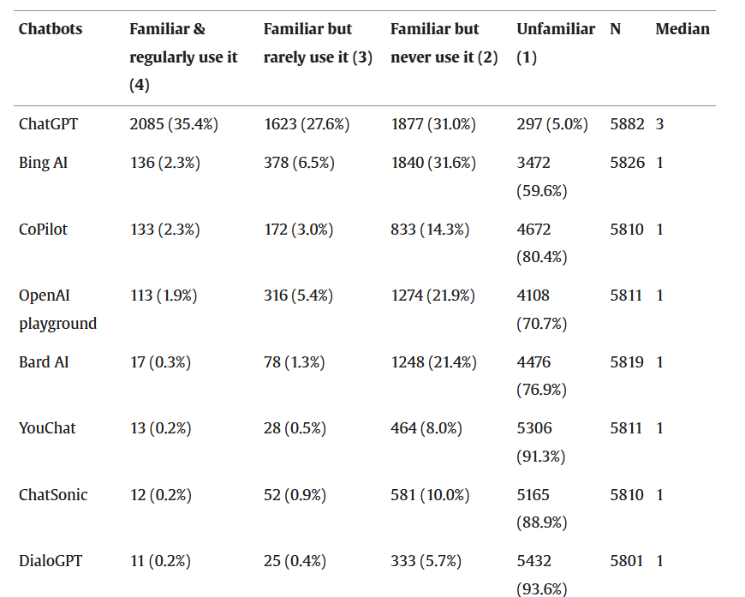 Chatbots Familiar & regularly use it (4) Familiar but rarely use it (3) Familiar but never use it (2) Unfamiliar (1) N Median
ChatGPT 2085 (35.4%) 1623 (27.6%) 1877 (31.0%) 297 (5.0%) 5882 3
Bing AI 136 (2.3%) 378 (6.5%) 1840 (31.6%) 3472 (59.6%) 5826 1
CoPilot 133 (2.3%) 172 (3.0%) 833 (14.3%) 4672 (80.4%) 5810 1
OpenAI playground 113 (1.9%) 316 (5.4%) 1274 (21.9%) 4108 (70.7%) 5811 1
Bard AI 17 (0.3%) 78 (1.3%) 1248 (21.4%) 4476 (76.9%) 5819 1
YouChat 13 (0.2%) 28 (0.5%) 464 (8.0%) 5306 (91.3%) 5811 1
ChatSonic 12 (0.2%) 52 (0.9%) 581 (10.0%) 5165 (88.9%) 5810 1
DialoGPT 11 (0.2%) 25 (0.4%) 333 (5.7%) 5432 (93.6%) 5801 1